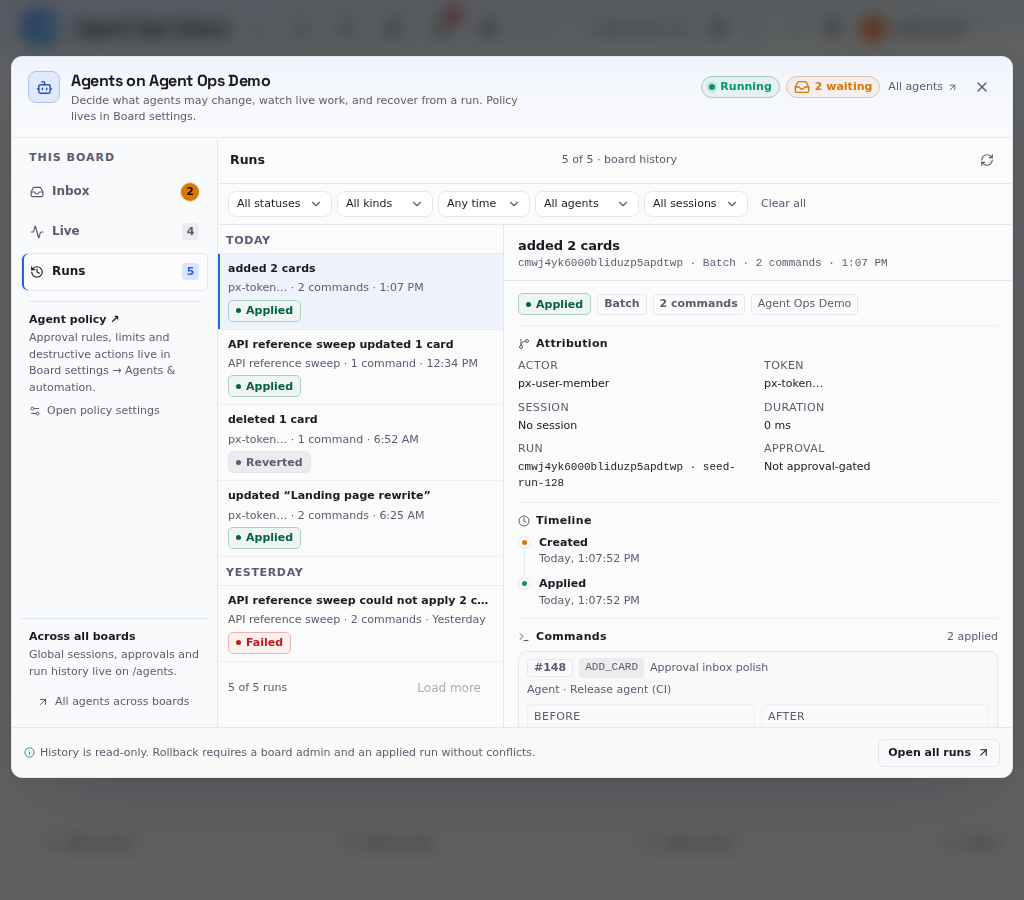 Agents on Agent Ops Demo
Decide what agents may change, watch live work, and recover from a run. Policy
lives in Board settings.
Running
2 waiting
All agents ↗
THIS BOARD
Inbox
2
Live
4
Runs
5
Agent policy ↗
Approval rules, limits and
destructive actions live in
Board settings → Agents &
automation.
Open policy settings
Across all boards
Global sessions, approvals and
run history live on /agents.
All agents across boards
Runs
5 of 5 · board history
All statuses
All kinds
Any time
All agents
All sessions
Clear all
TODAY
added 2 cards
px-token… · 2 commands · 1:07 PM
Applied
API reference sweep updated 1 card
API reference sweep · 1 command · 12:34 PM
Applied
deleted 1 card
px-token… · 1 command · 6:52 AM
Reverted
updated “Landing page rewrite”
px-token… · 2 commands · 6:25 AM
Applied
YESTERDAY
API reference sweep could not apply 2 c…
API reference sweep · 2 commands · Yesterday
Failed
5 of 5 runs
Load more
added 2 cards
cmwj4yk6000bliduzp5apdtwp · Batch · 2 commands · 1:07 PM
Applied
Batch
2 commands
Agent Ops Demo
Attribution
ACTOR
px-user-member
TOKEN
px-token…
SESSION
No session
DURATION
0 ms
RUN
cmwj4yk6000bliduzp5apdtwp · seed-
run-128
APPROVAL
Not approval-gated
Timeline
Created
Today, 1:07:52 PM
Applied
Today, 1:07:52 PM
Commands
2 applied
#148
ADD_CARD
Approval inbox polish
Agent · Release agent (CI)
BEFORE
AFTER
History is read-only. Rollback requires a board admin and an applied run without conflicts.
Open all runs ↗